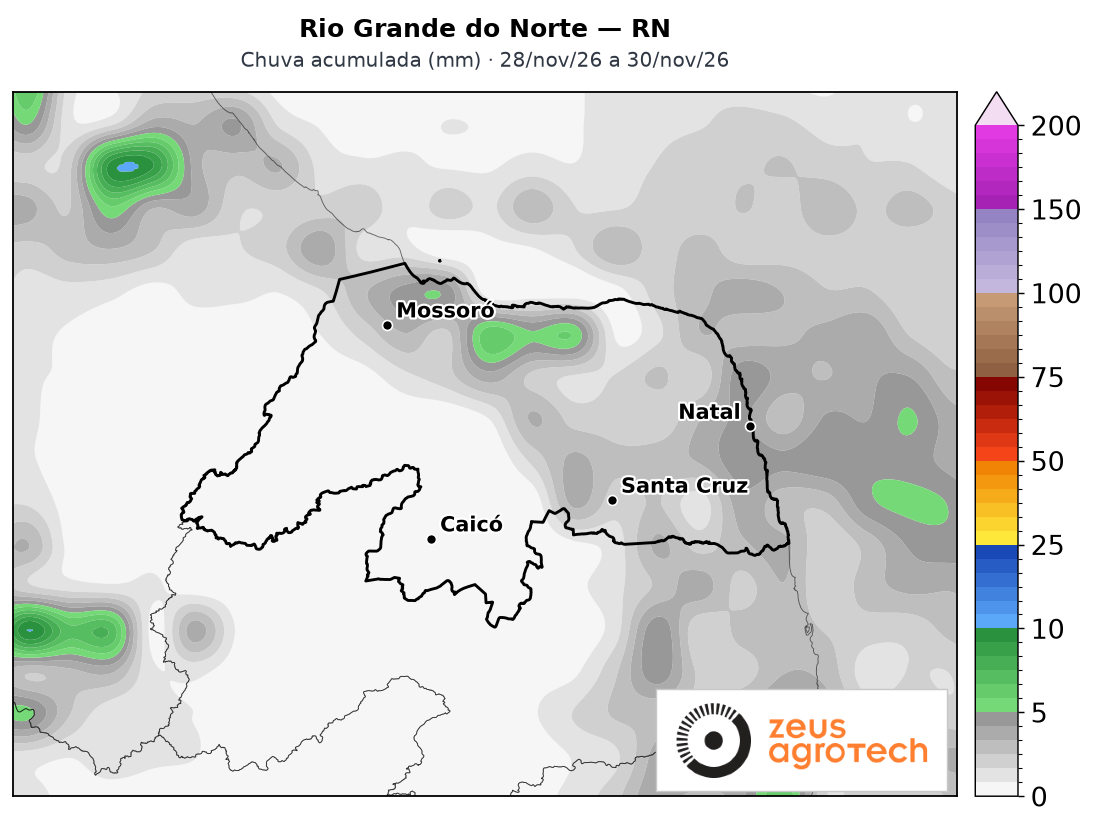 Rio Grande do Norte — RN
Chuva acumulada (mm) · 28/nov/26 a 30/nov/26
200
150
100
75
50
25
10
5
0
Mossoró
Natal
Santa Cruz
Caicó
zeus
agrotech